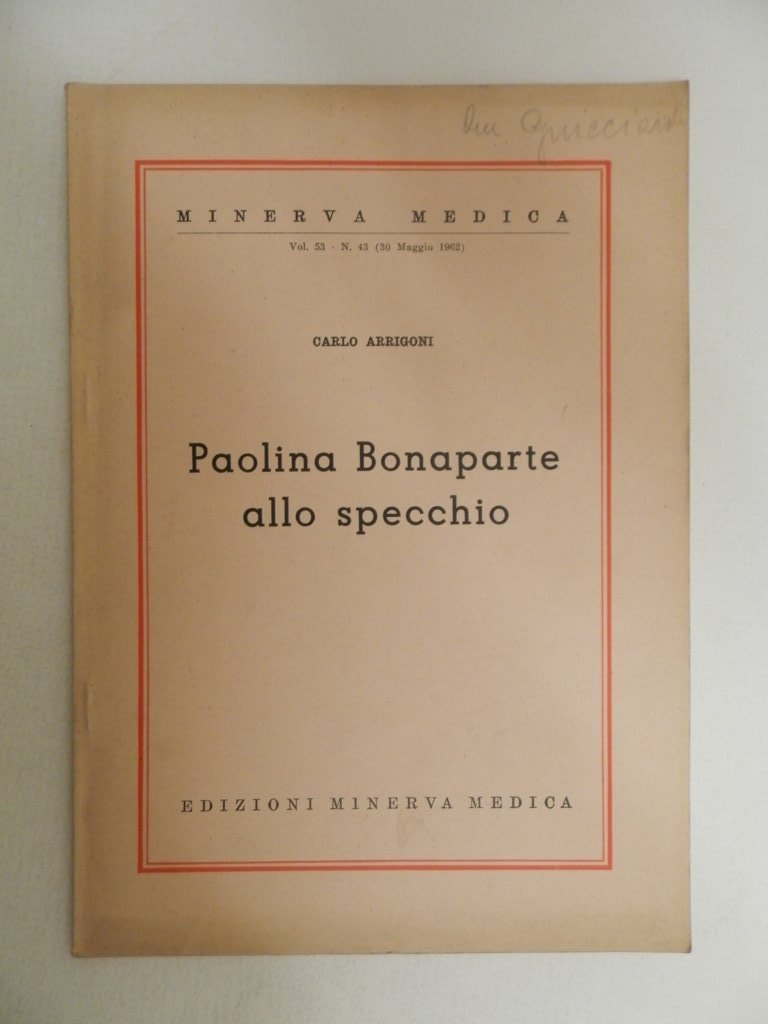 MINERVA MEDICA
Vol. 53 - N. 43 (30 Maggio 1962)
CARLO ARRIGONI
Paolina Bonaparte
allo specchio
EDIZIONI MINERVA MEDICA